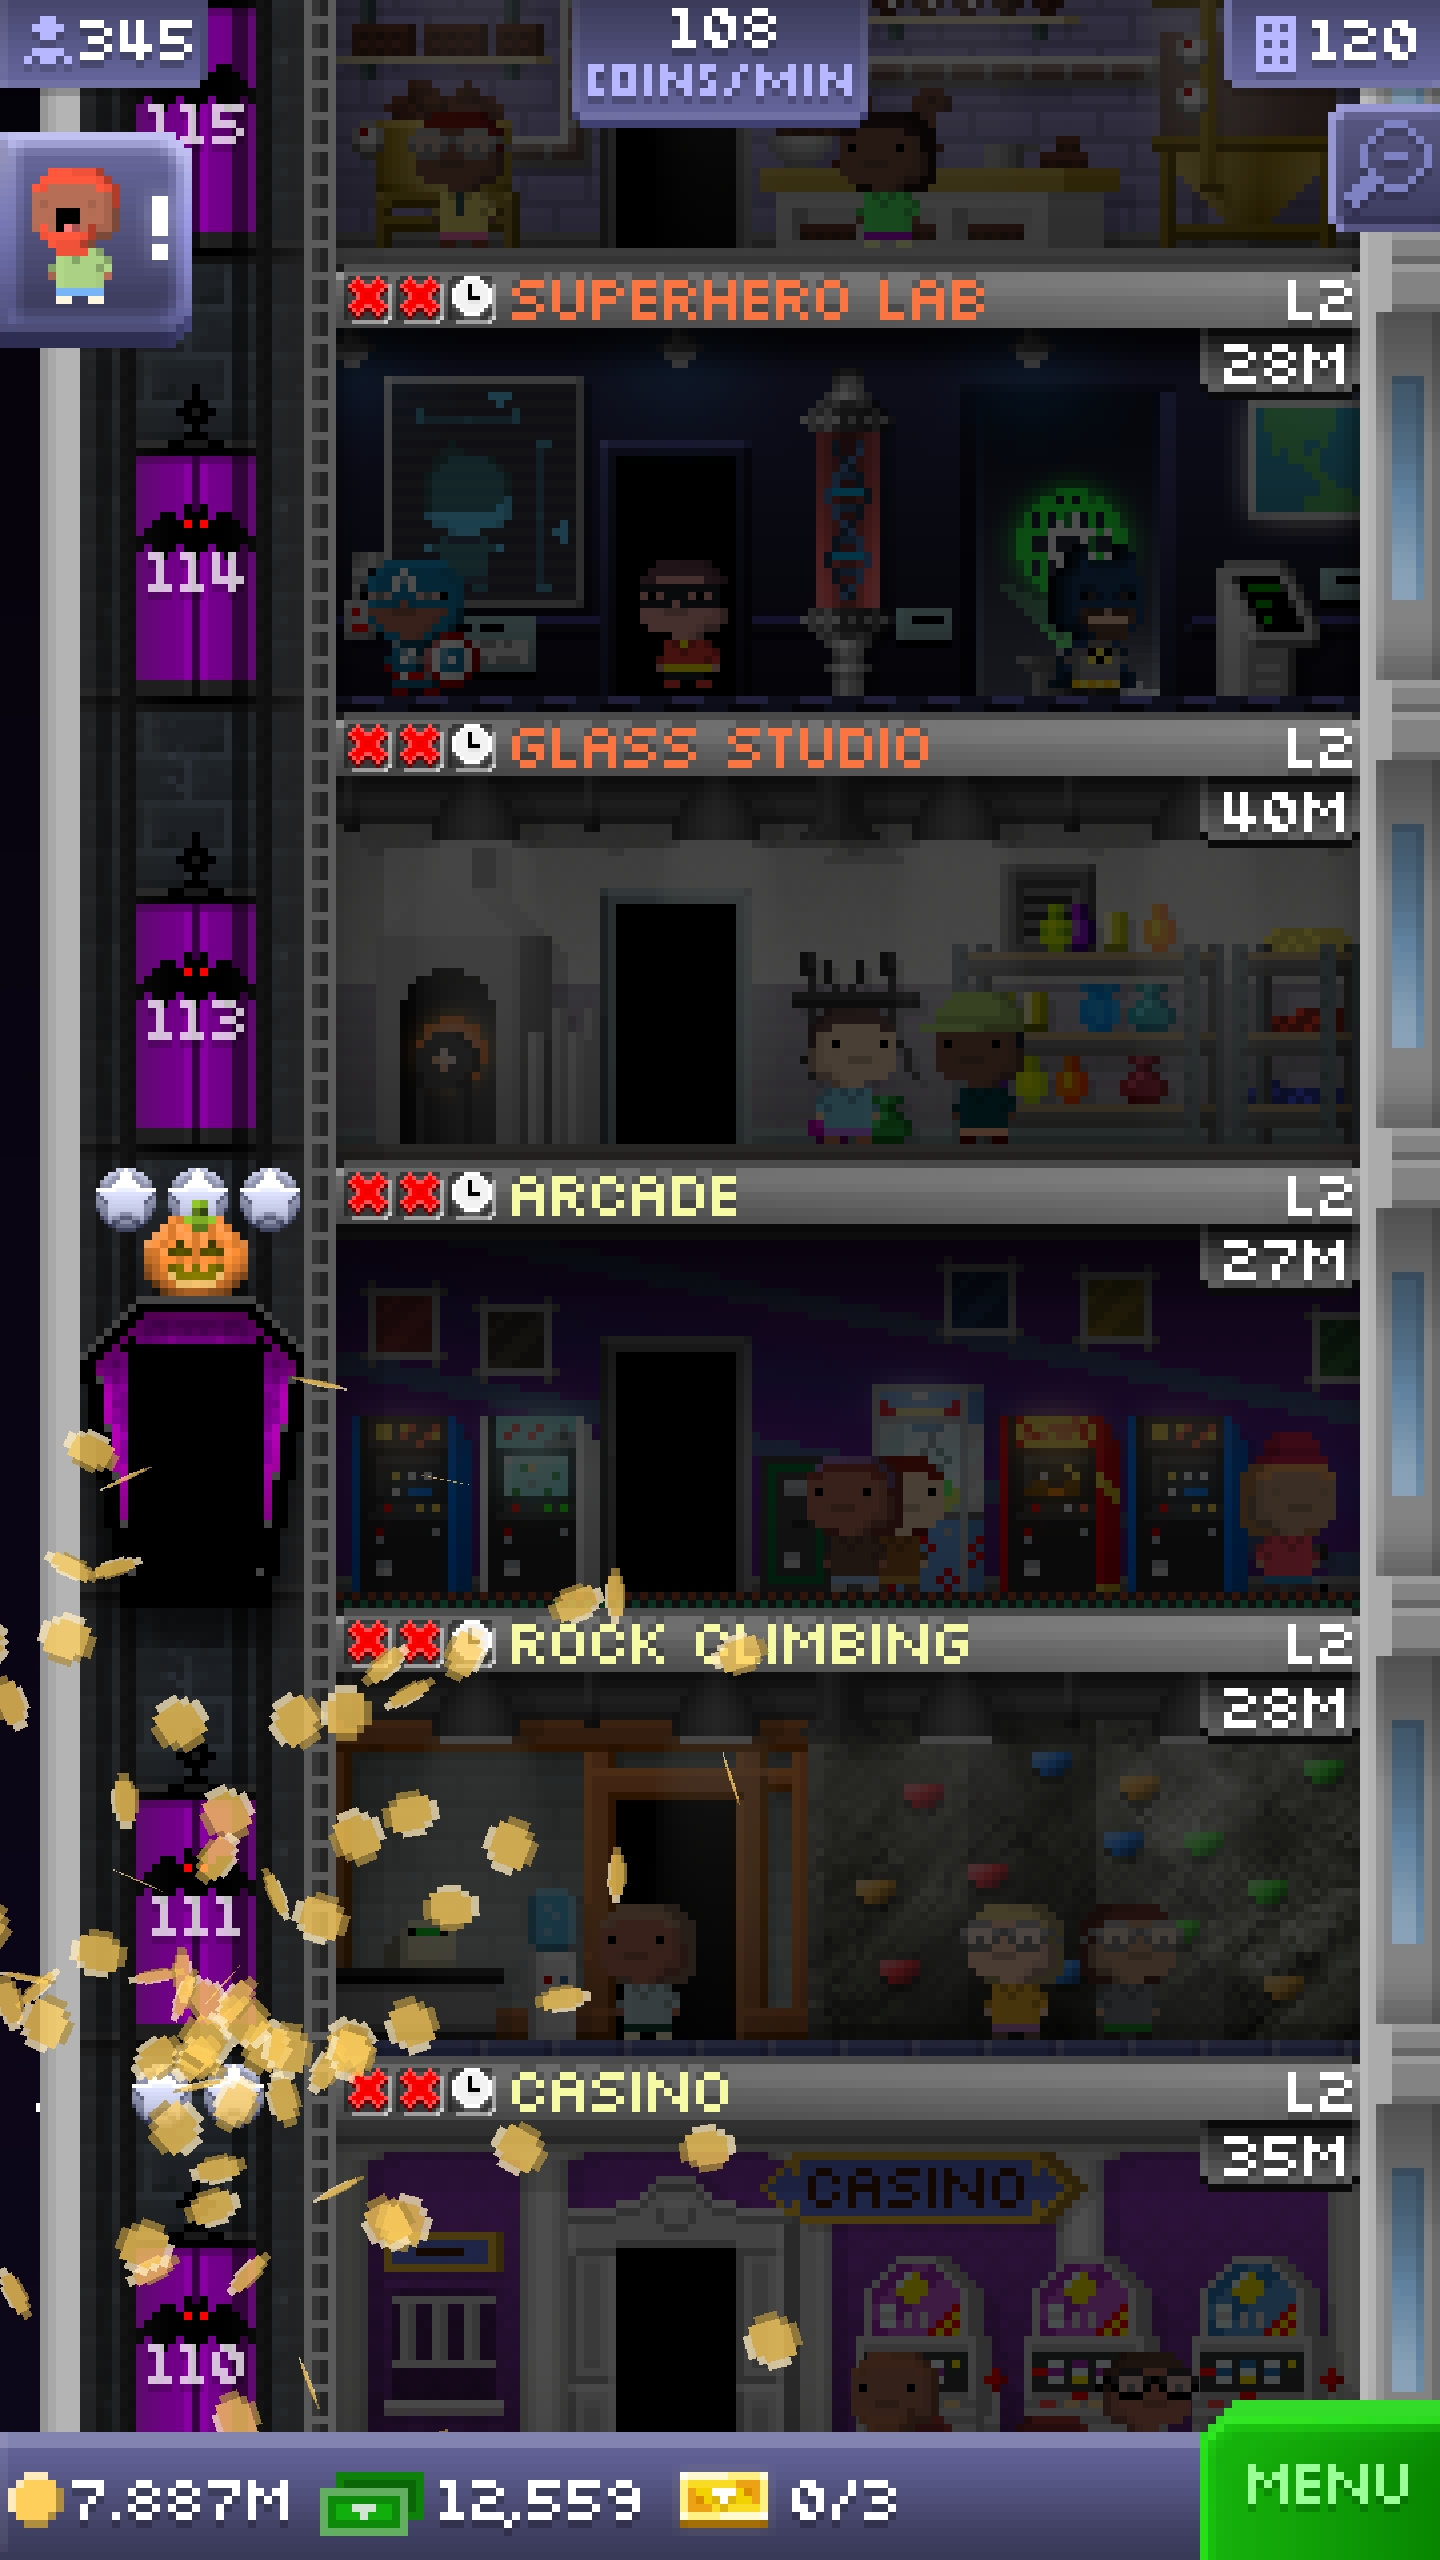 345
108
COINS/MIN
120
115
!
SUPERHERO LAB L2
28M
114
GLASS STUDIO L2
40M
113
ARCADE L2
27M
ROCK CLIMBING L2
28M
111
CASINO L2
35M
CASINO
110
7.887M 12,559 0/3
MENU